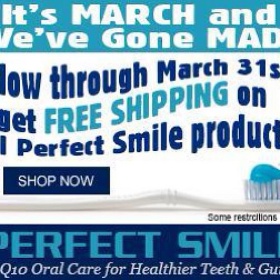 It's MARCH and
We've Gone MAD
Now through March 31s
get FREE SHIPPING on
l Perfect Smile product
SHOP NOW
Some restrictions
PERFECT SMIL
Q10 Oral Care for Healthier Teeth & Gu